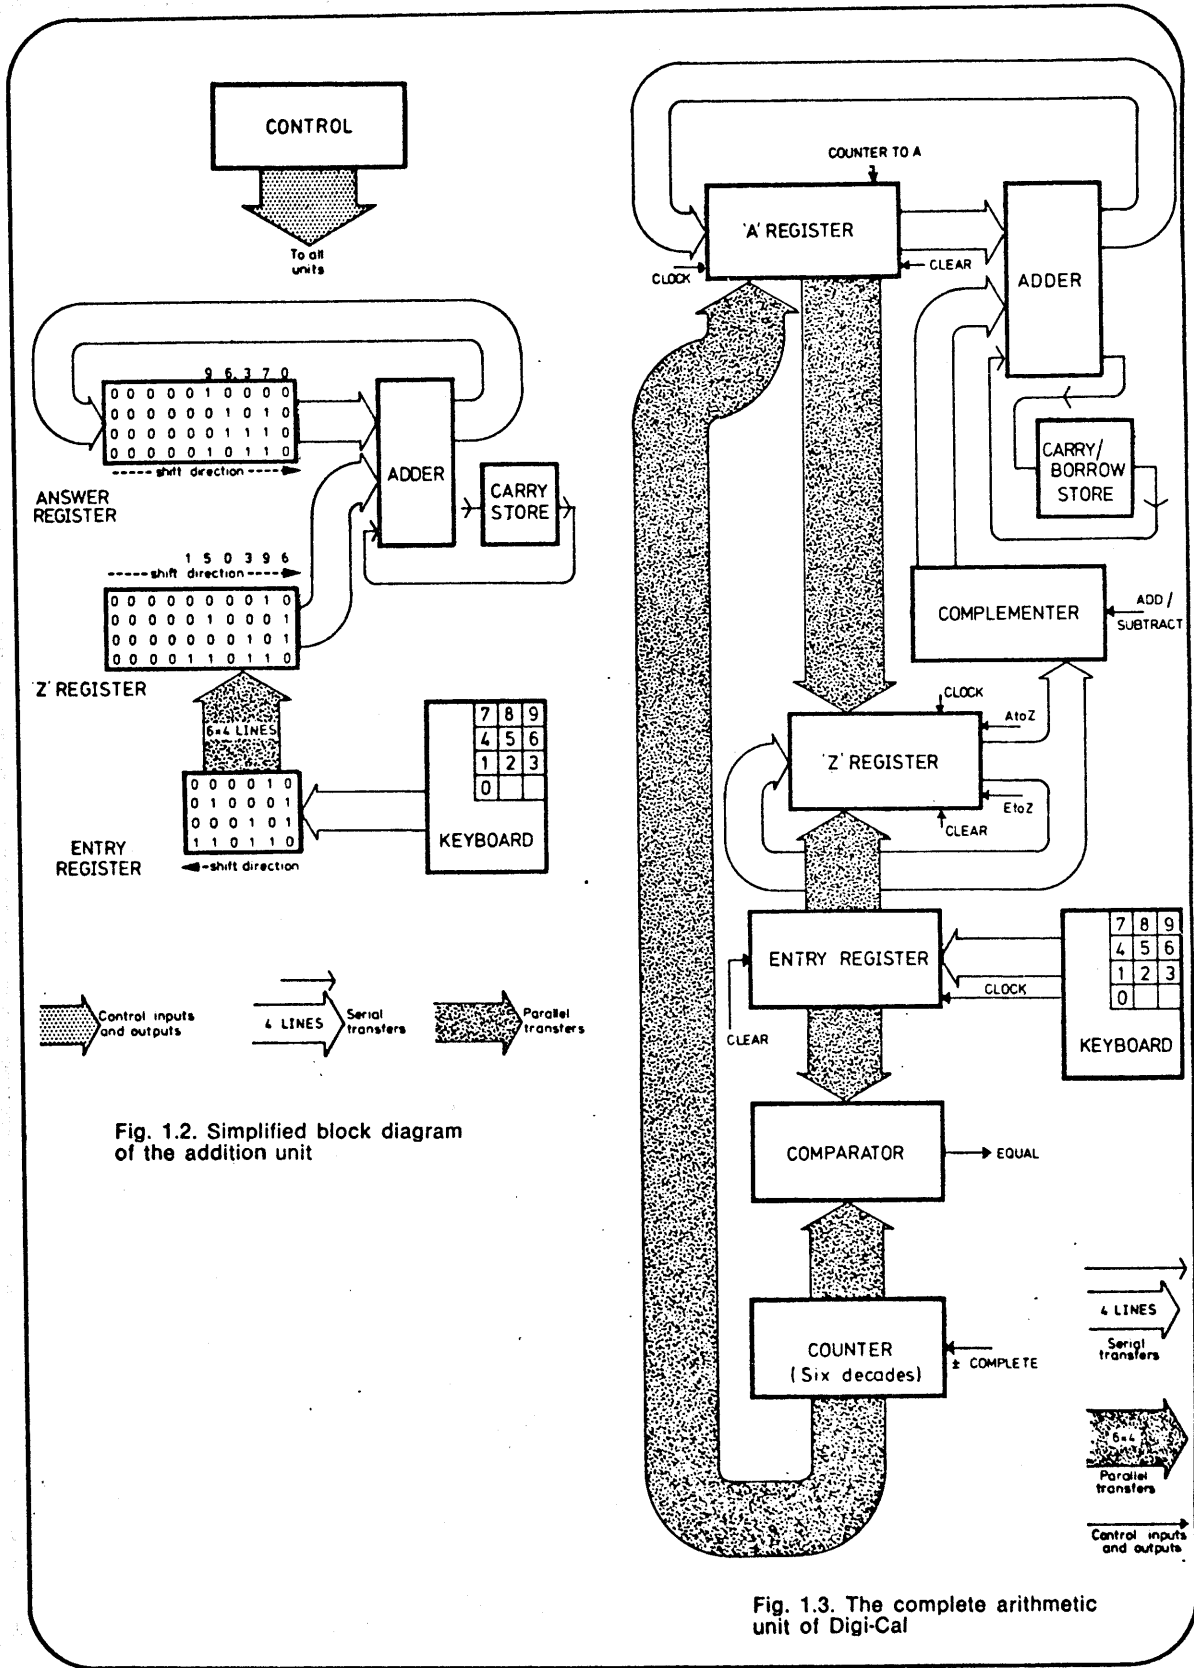 CONTROL
To all
units
9 6. 3 7 0
0 0 0 0 0 1 0 0 0 0
0 0 0 0 0 0 1 0 1 0
0 0 0 0 0 0 1 1 1 0
0 0 0 0 0 1 0 1 1 0
shift direction
ANSWER
REGISTER
ADDER
CARRY
STORE
1 5 0 3 9 6
shift direction
0 0 0 0 0 0 0 0 1 0
0 0 0 0 0 1 0 0 0 1
0 0 0 0 0 0 0 1 0 1
0 0 0 0 1 1 0 1 1 0
'Z' REGISTER
6×4 LINES
0 0 0 0 1 0
0 1 0 0 0 1
0 0 0 1 0 1
1 1 0 1 1 0
shift direction
ENTRY
REGISTER
7 8 9
4 5 6
1 2 3
0
KEYBOARD
Control inputs
and outputs
4 LINES
Serial
transfers
Parallel
transfers
Fig. 1.2. Simplified block diagram
of the addition unit
COUNTER TO A
'A' REGISTER
CLOCK
CLEAR
ADDER
CARRY/
BORROW
STORE
COMPLEMENTER
ADD /
SUBTRACT
CLOCK
A to Z
'Z' REGISTER
E to Z
CLEAR
ENTRY REGISTER
CLOCK
CLEAR
7 8 9
4 5 6
1 2 3
0
KEYBOARD
COMPARATOR
EQUAL
COUNTER
(Six decades)
± COMPLETE
4 LINES
Serial
transfers
6×4
Parallel
transfers
Control inputs
and outputs
Fig. 1.3. The complete arithmetic
unit of Digi-Cal